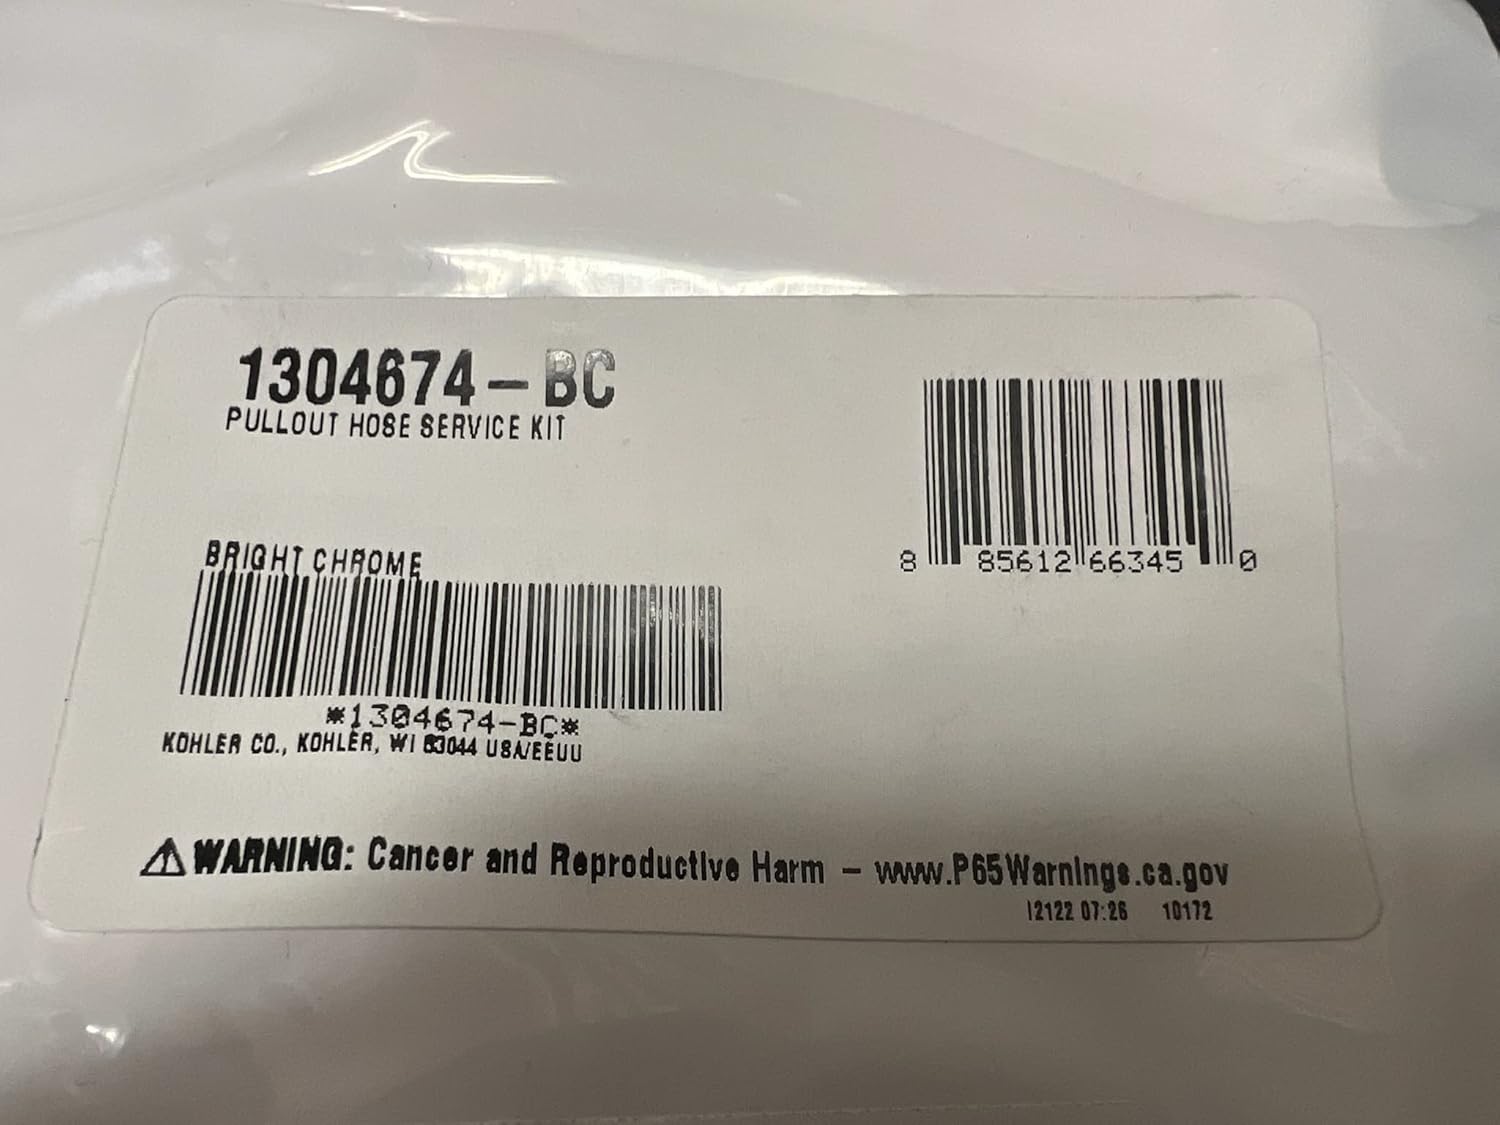 1304674-BC
PULLOUT HOSE SERVICE KIT
8 85612 66345 0
BRIGHT CHROME
*1304674-BC*
KOHLER CO., KOHLER, WI 53044 USA/EEUU
⚠ WARNING: Cancer and Reproductive Harm - www.P65Warnings.ca.gov
12122 07:26 10172